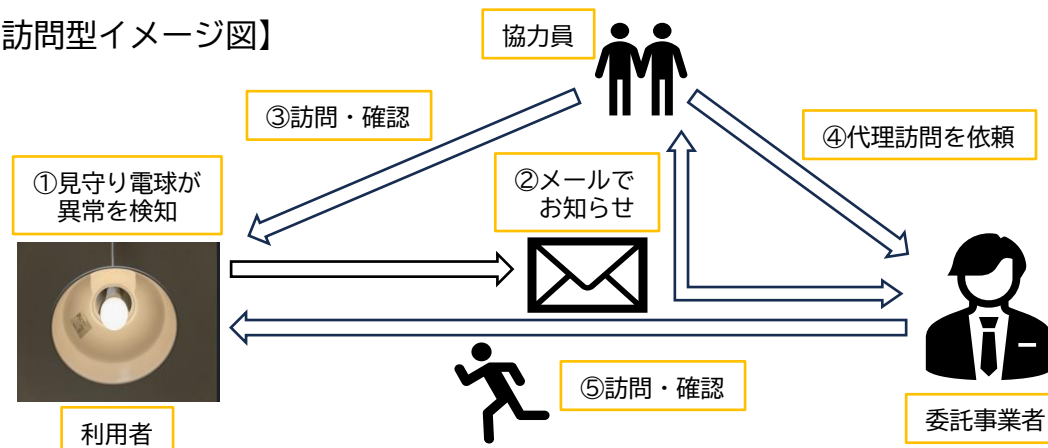 訪問型イメージ図】
協力員
③訪問・確認
④代理訪問を依頼
①見守り電球が
異常を検知
②メールで
お知らせ
⑤訪問・確認
利用者
委託事業者